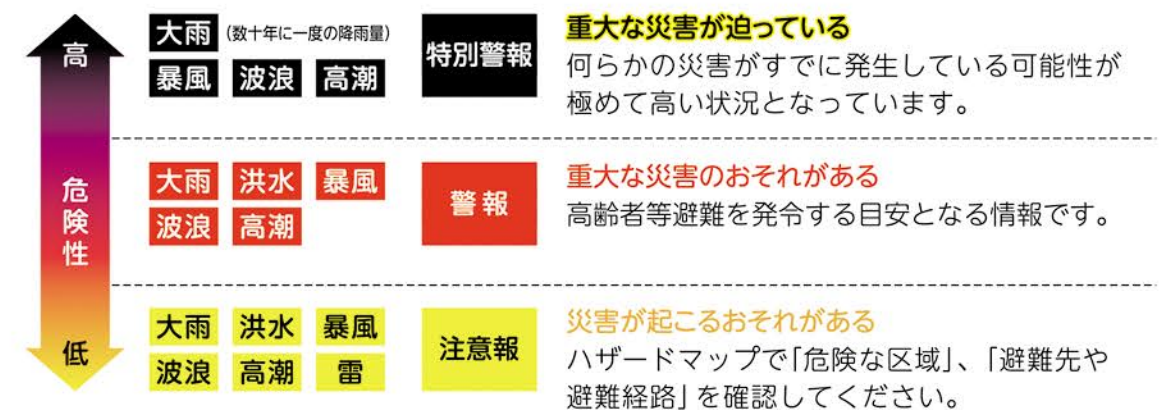 高
危険性
低
大雨 (数十年に一度の降雨量)
暴風 波浪 高潮
特別警報
重大な災害が迫っている
何らかの災害がすでに発生している可能性が
極めて高い状況となっています。
大雨 洪水 暴風
波浪 高潮
警報
重大な災害のおそれがある
高齢者等避難を発令する目安となる情報です。
大雨 洪水 暴風
波浪 高潮 雷
注意報
災害が起こるおそれがある
ハザードマップで「危険な区域」、「避難先や
避難経路」を確認してください。